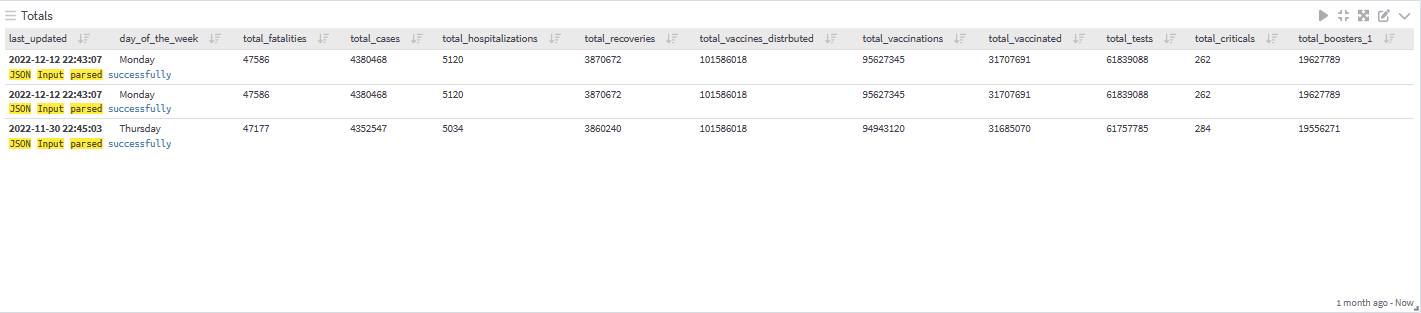 Totals
last_updated day_of_the_week total_fatalities total_cases total_hospitalizations total_recoveries total_vaccines_distrbuted total_vaccinations total_vaccinated total_tests total_criticals total_boosters_1
2022-12-12 22:43:07 Monday 47586 4380468 5120 3870672 101586018 95627345 31707691 61839088 262 19627789
JSON Input parsed successfully
2022-12-12 22:43:07 Monday 47586 4380468 5120 3870672 101586018 95627345 31707691 61839088 262 19627789
JSON Input parsed successfully
2022-11-30 22:45:03 Thursday 47177 4352547 5034 3860240 101586018 94943120 31685070 61757785 284 19556271
JSON Input parsed successfully
1 month ago - Now